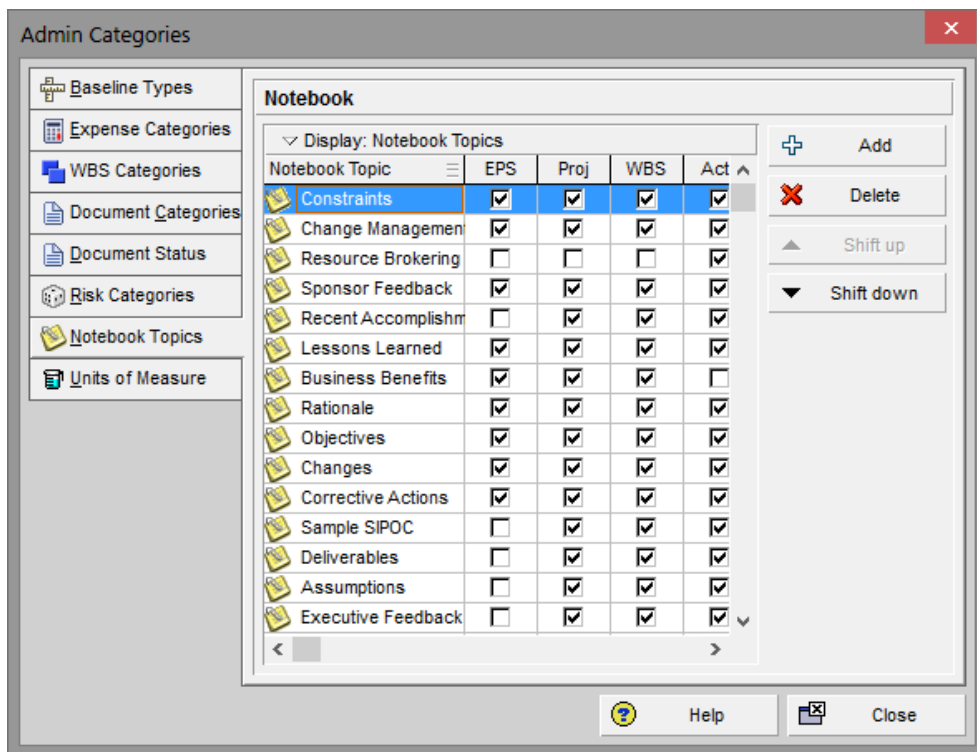 Admin Categories
Baseline Types
Expense Categories
WBS Categories
Document Categories
Document Status
Risk Categories
Notebook Topics
Units of Measure
Notebook
Display: Notebook Topics
Notebook Topic EPS Proj WBS Act
Constraints
Change Managemen
Resource Brokering
Sponsor Feedback
Recent Accomplishm
Lessons Learned
Business Benefits
Rationale
Objectives
Changes
Corrective Actions
Sample SIPOC
Deliverables
Assumptions
Executive Feedback
Add
Delete
Shift up
Shift down
Help
Close